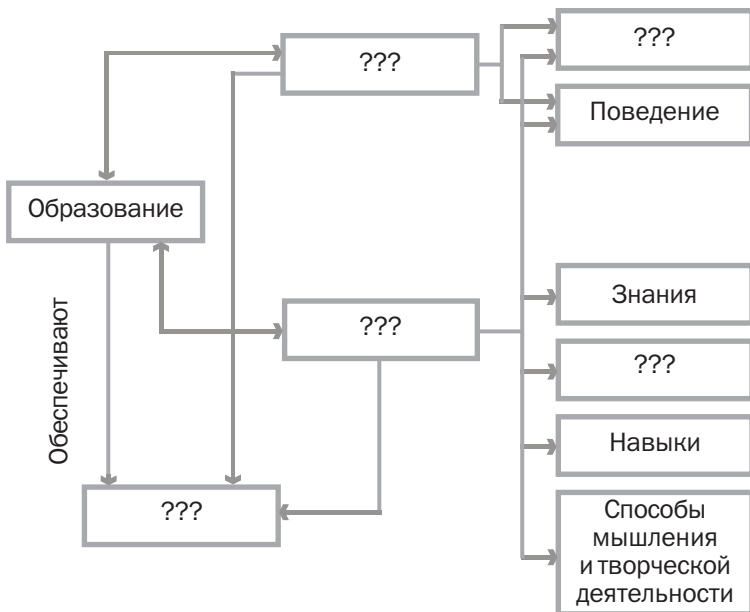 ???
???
Поведение
Образование
Обеспечивают
???
Знания
???
Навыки
???
Способы
мышления
и творческой
деятельности